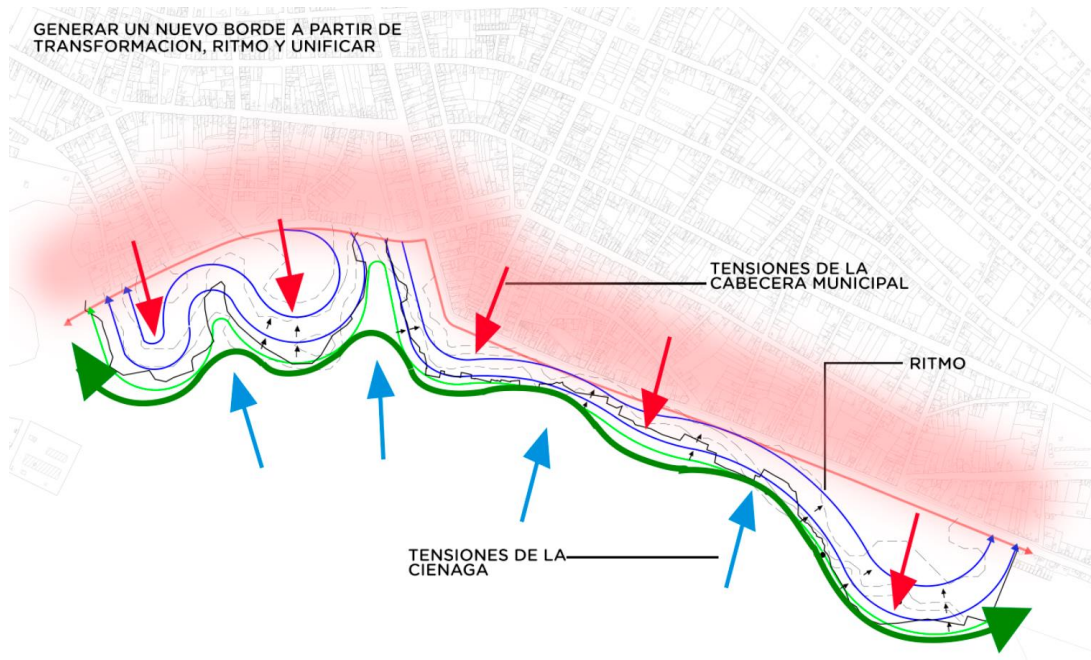 GENERAR UN NUEVO BORDE A PARTIR DE
TRANSFORMACION, RITMO Y UNIFICAR
TENSIONES DE LA
CABECERA MUNICIPAL
RITMO
TENSIONES DE LA
CIENAGA